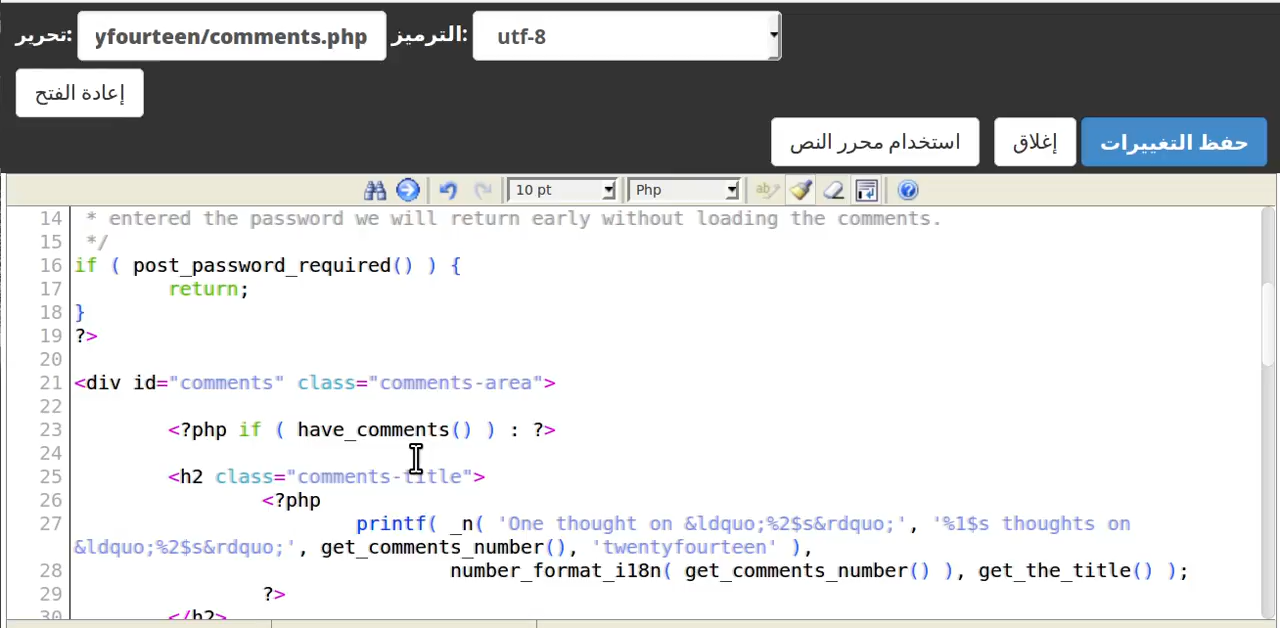 تحرير: yfourteen/comments.php الترميز: utf-8
إعادة الفتح
استخدام محرر النص إغلاق حفظ التغييرات
10 pt Php
14 * entered the password we will return early without loading the comments.
15 */
16 if ( post_password_required() ) {
17 return;
18 }
19 ?>
20
21 <div id="comments" class="comments-area">
22
23 <?php if ( have_comments() ) : ?>
24
25 <h2 class="comments-title">
26 <?php
27 printf( _n( 'One thought on &ldquo;%2$s&rdquo;', '%1$s thoughts on
&ldquo;%2$s&rdquo;', get_comments_number(), 'twentyfourteen' ),
28 number_format_i18n( get_comments_number() ), get_the_title() );
29 ?>
30 </h2>